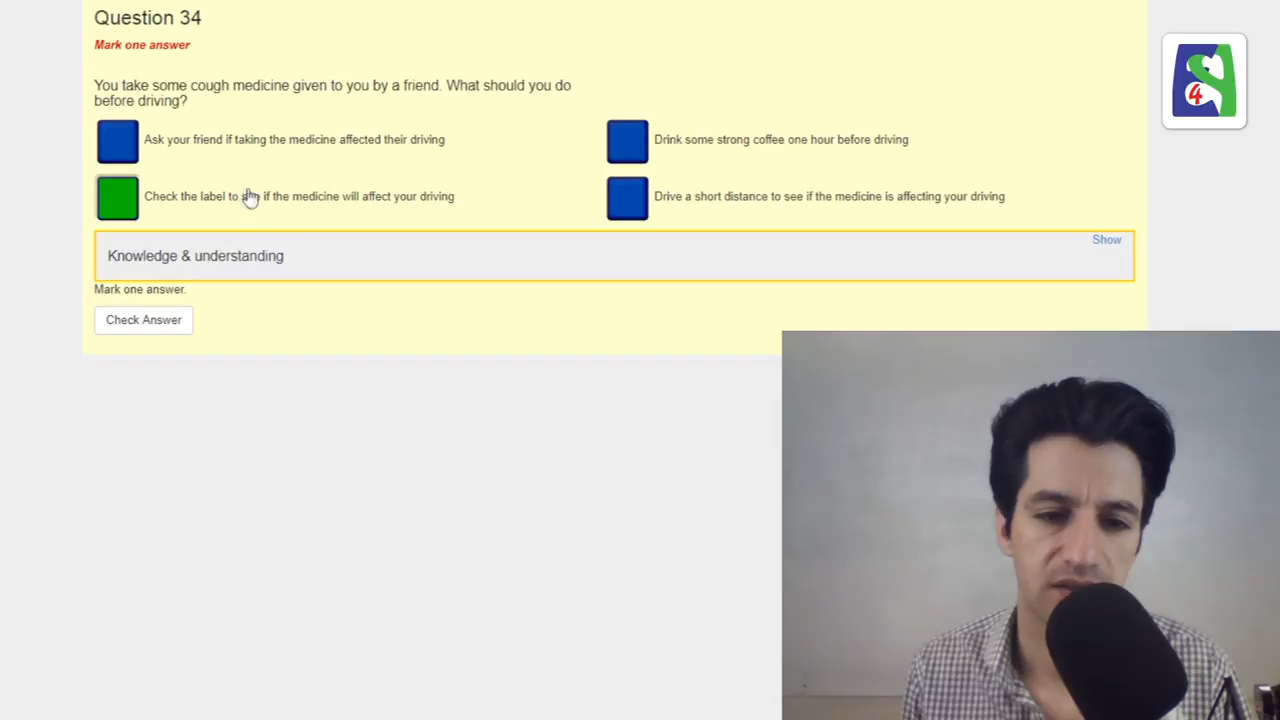 Question 34
Mark one answer
You take some cough medicine given to you by a friend. What should you do
before driving?
Ask your friend if taking the medicine affected their driving
Drink some strong coffee one hour before driving
Check the label to if the medicine will affect your driving
Drive a short distance to see if the medicine is affecting your driving
Show
Knowledge & understanding
Mark one answer.
Check Answer
4